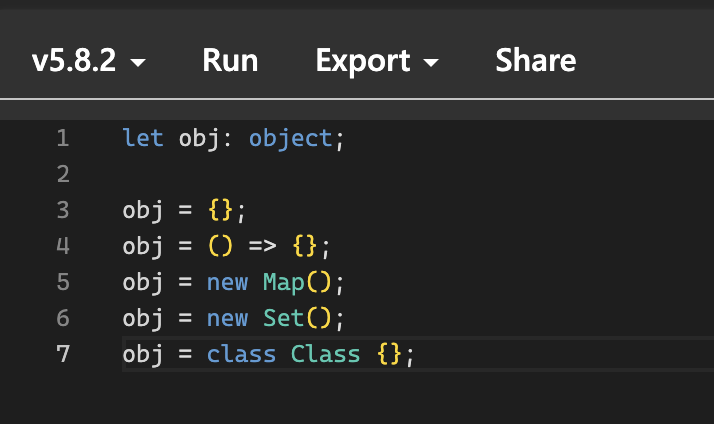 v5.8.2 Run Export Share
1 let obj: object;
2
3 obj = {};
4 obj = () => {};
5 obj = new Map();
6 obj = new Set();
7 obj = class Class {};